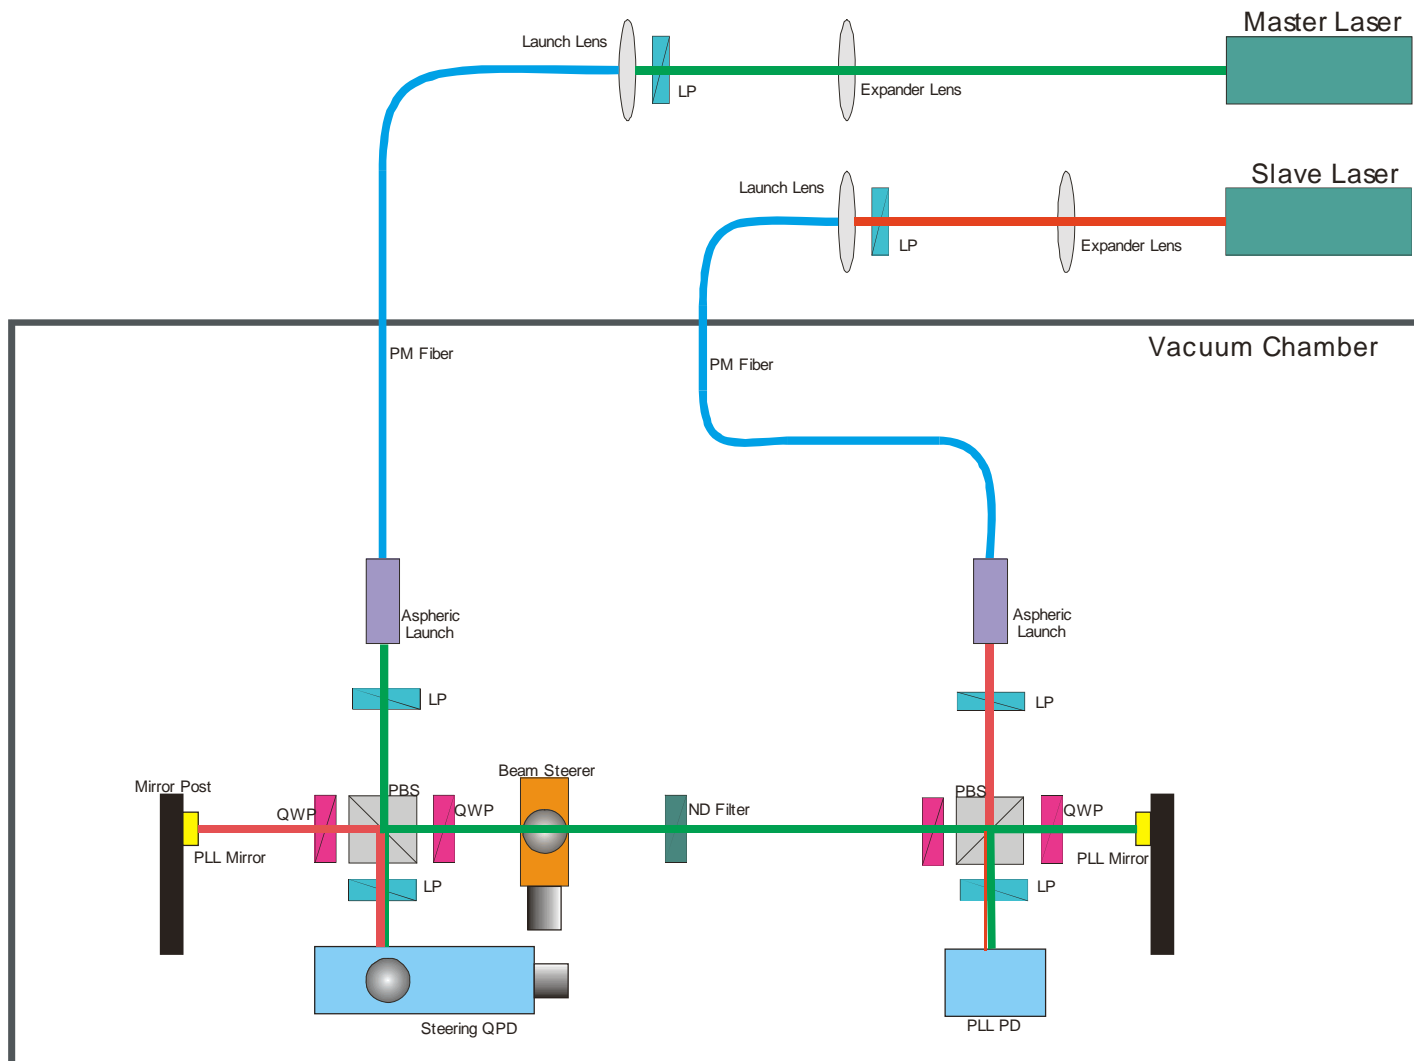 Master Laser
Launch Lens
LP
Expander Lens
Slave Laser
Launch Lens
LP
Expander Lens
Vacuum Chamber
PM Fiber
PM Fiber
Aspheric
Launch
Aspheric
Launch
LP
LP
Beam Steerer
Mirror Post
PBS
PBS
QWP
QWP
ND Filter
QWP
PLL Mirror
PLL Mirror
LP
LP
Steering QPD
PLL PD